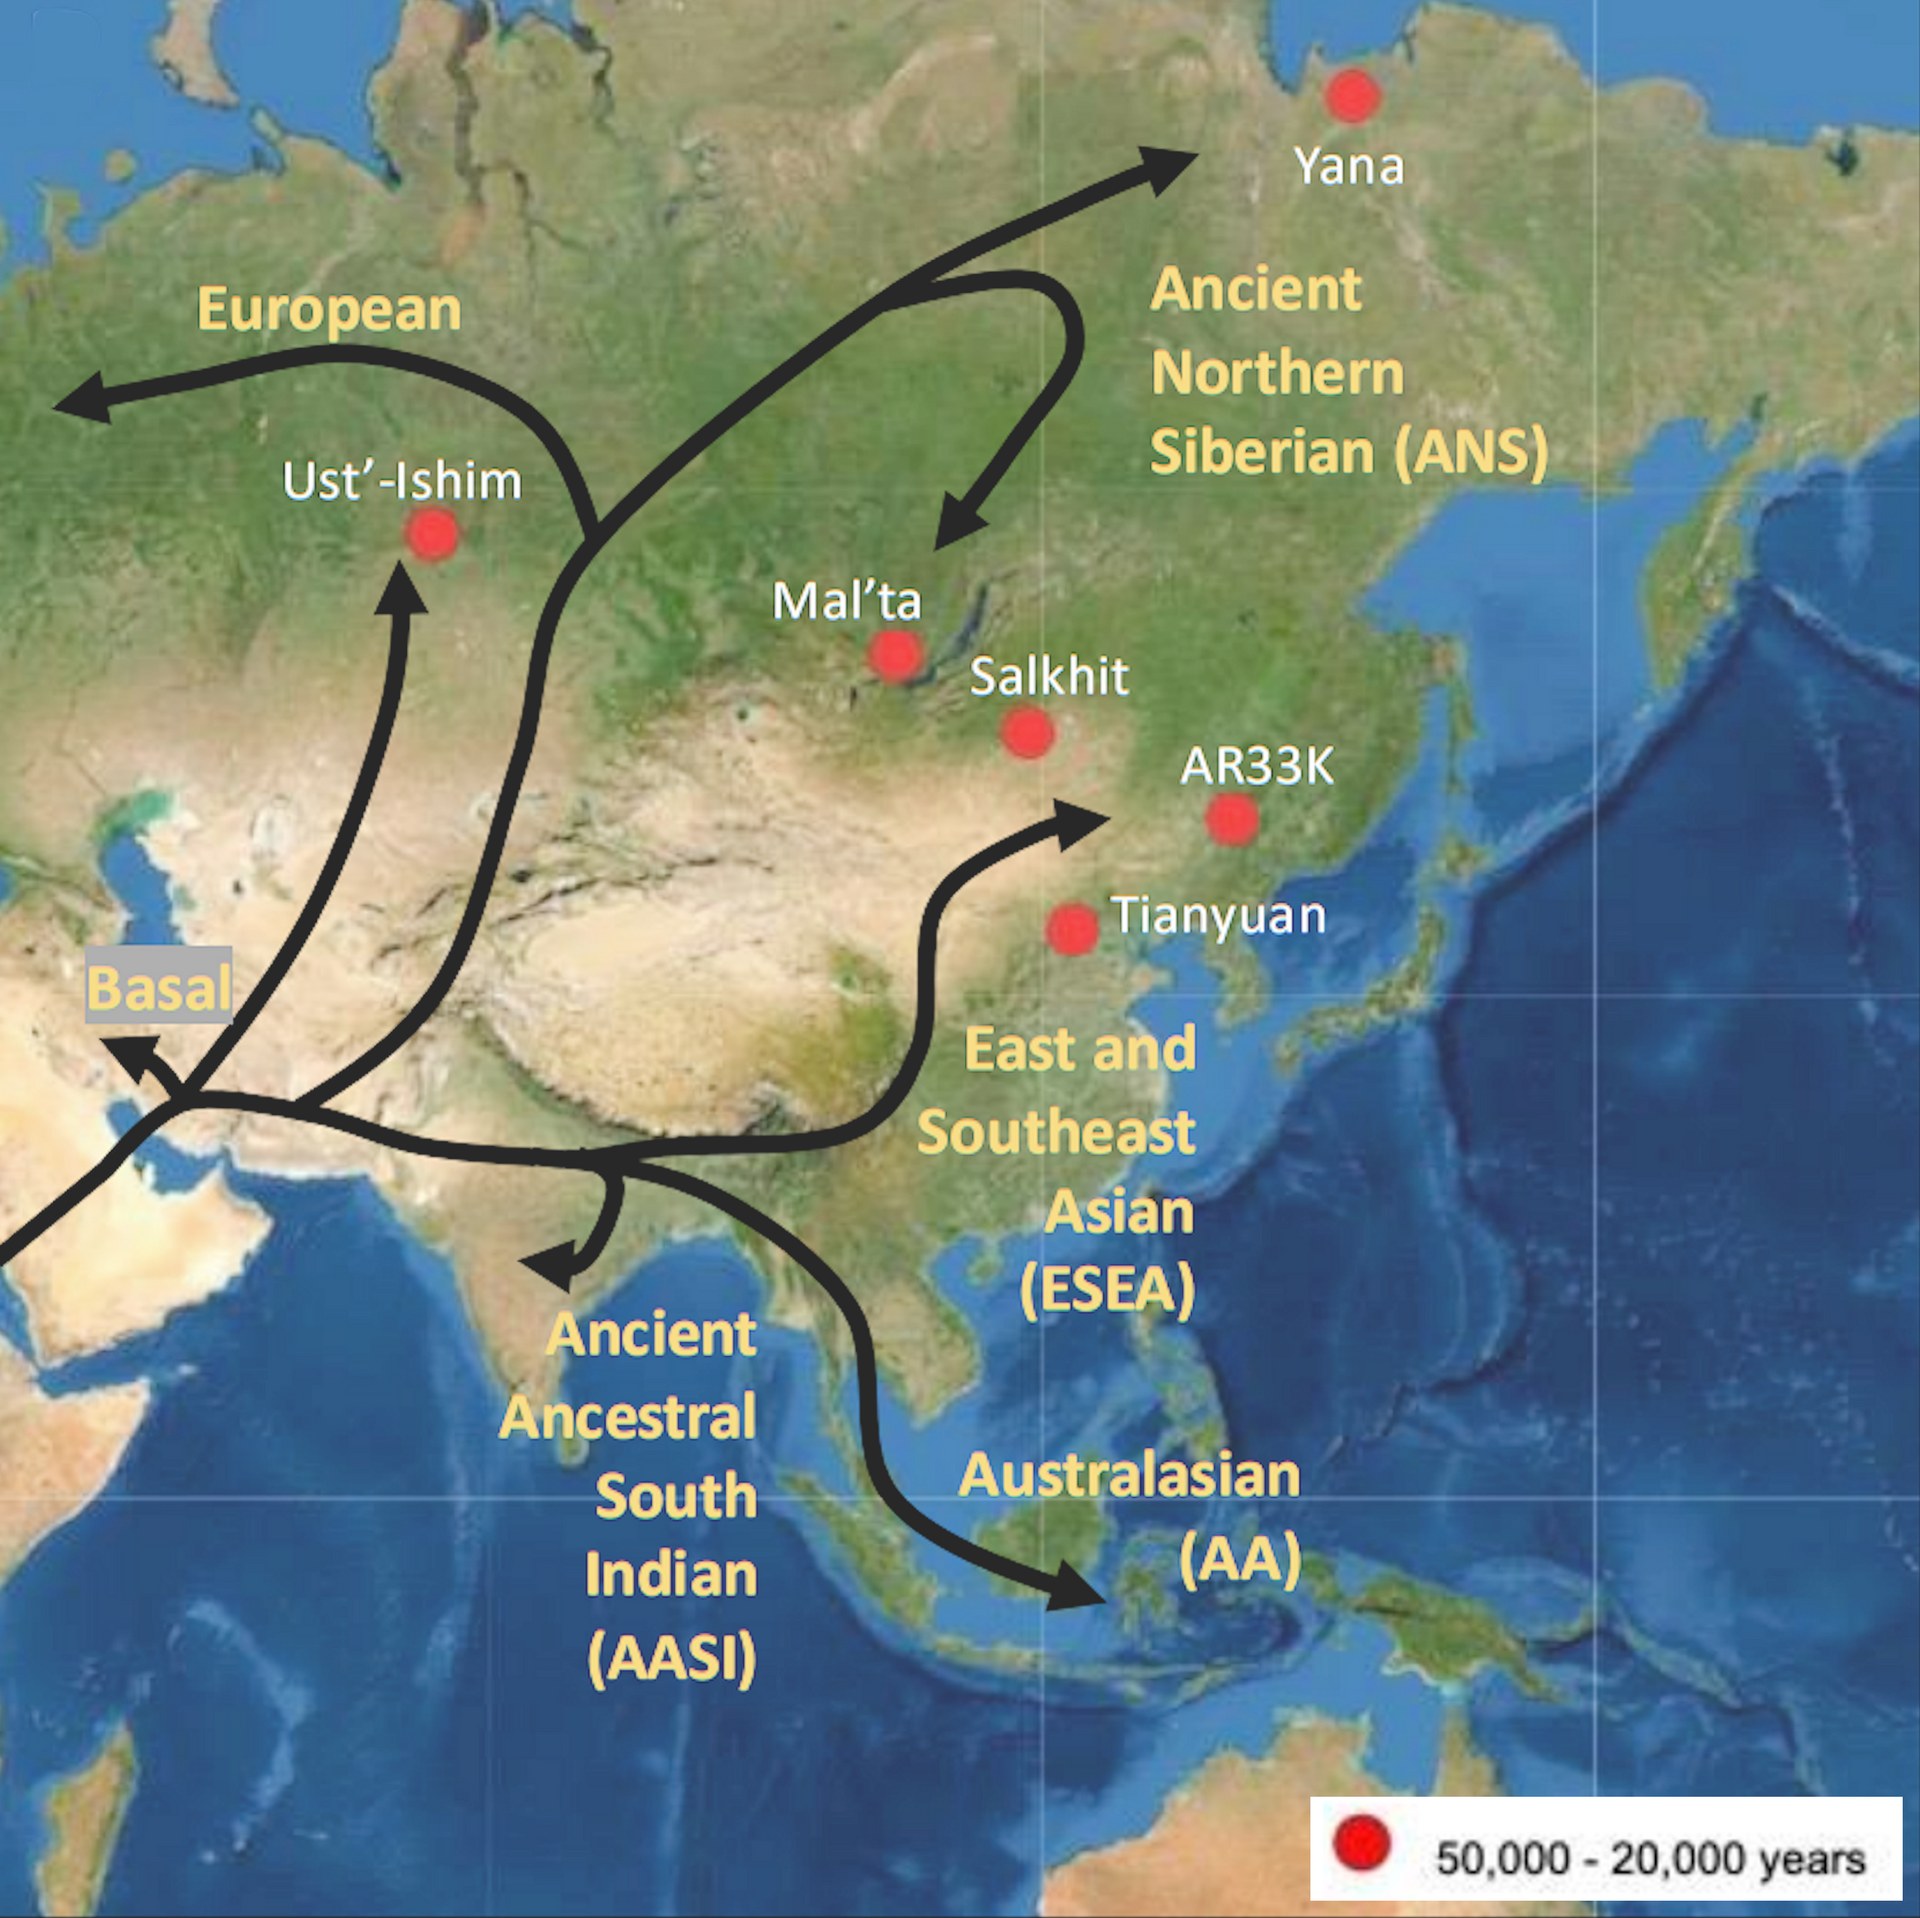 Yana
Ancient
Northern
Siberian (ANS)
European
Ust’-Ishim
Mal’ta
Salkhit
AR33K
Tianyuan
Basal
East and
Southeast
Asian
(ESEA)
Ancient
Ancestral
South
Indian
(AASI)
Australasian
(AA)
50,000 - 20,000 years